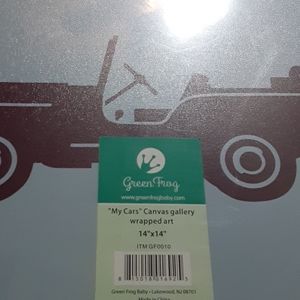 GreenFrog
www.greenfrogbaby.com
"My Cars" Canvas gallery
wrapped art
14"x14"
ITM GF0010
Green Frog Baby • Lakewood, NJ 08701
Made in China